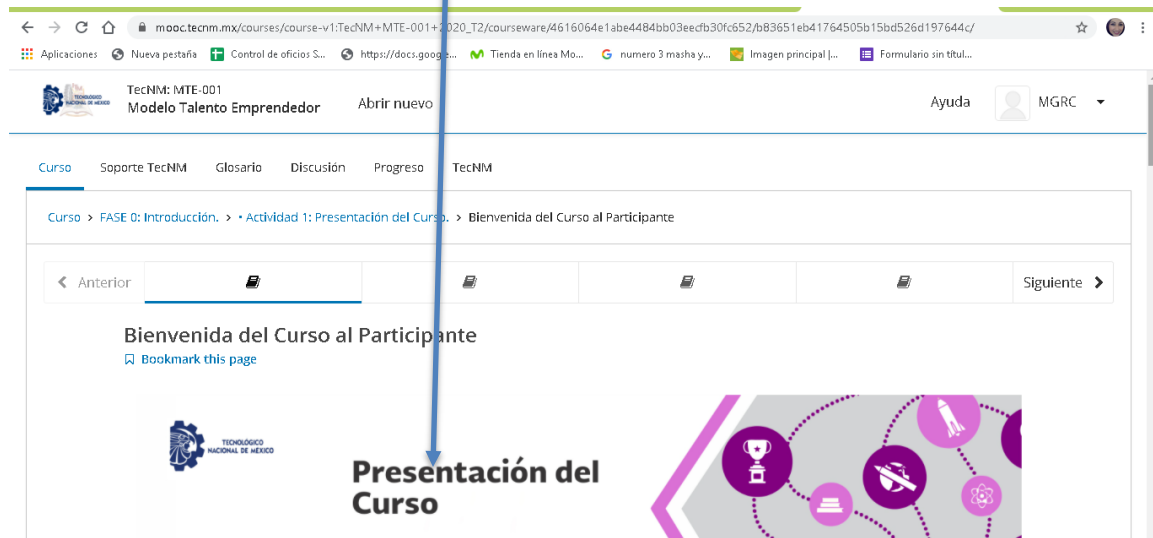 mooc.tecnm.mx/courses/course-v1:TecNM+MTE-001+2020_T2/courseware/4616064e1abe4484bb03eecfb30fc652/b83651eb41764505b15bd526d197644c/
Aplicaciones Nueva pestaña Control de oficios S... https://docs.google... Tienda en línea Mo... numero 3 masha y... Imagen principal |... Formulario sin títul...
TecNM: MTE-001
Modelo Talento Emprendedor Abrir nuevo Ayuda MGRC
Curso Soporte TecNM Glosario Discusión Progreso TecNM
Curso > FASE 0: Introducción. > • Actividad 1: Presentación del Curso. > Bienvenida del Curso al Participante
Anterior Siguiente
Bienvenida del Curso al Participante
Bookmark this page
TECNOLÓGICO
NACIONAL DE MÉXICO
Presentación del
Curso